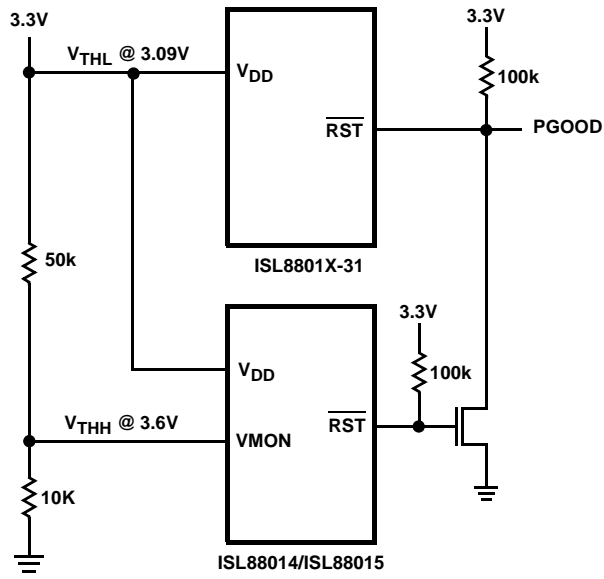 3.3V
3.3V
V_THL @ 3.09V
V_DD
100k
RST
PGOOD
50k
ISL8801X-31
3.3V
V_DD
100k
V_THH @ 3.6V
VMON
RST
10K
ISL88014/ISL88015